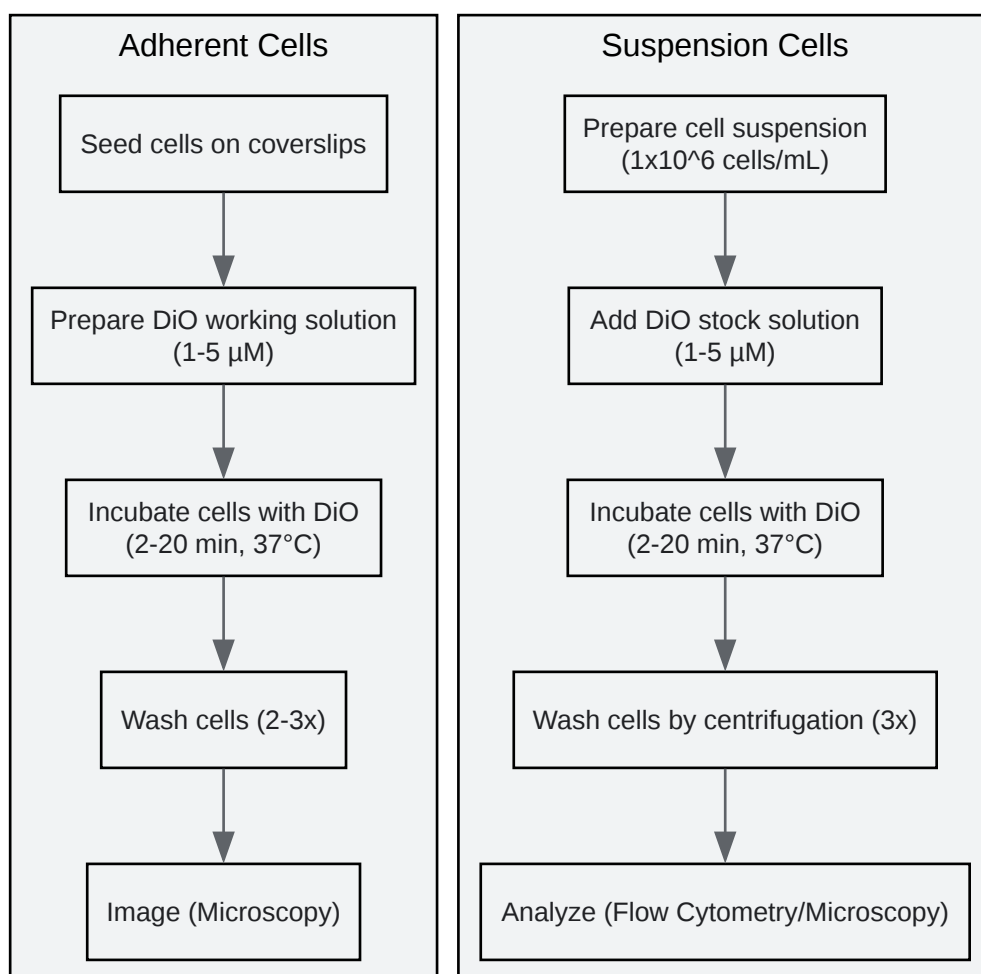 Adherent Cells
Seed cells on coverslips
Prepare DiO working solution
(1-5 µM)
Incubate cells with DiO
(2-20 min, 37°C)
Wash cells (2-3x)
Image (Microscopy)
Suspension Cells
Prepare cell suspension
(1x10^6 cells/mL)
Add DiO stock solution
(1-5 µM)
Incubate cells with DiO
(2-20 min, 37°C)
Wash cells by centrifugation (3x)
Analyze (Flow Cytometry/Microscopy)